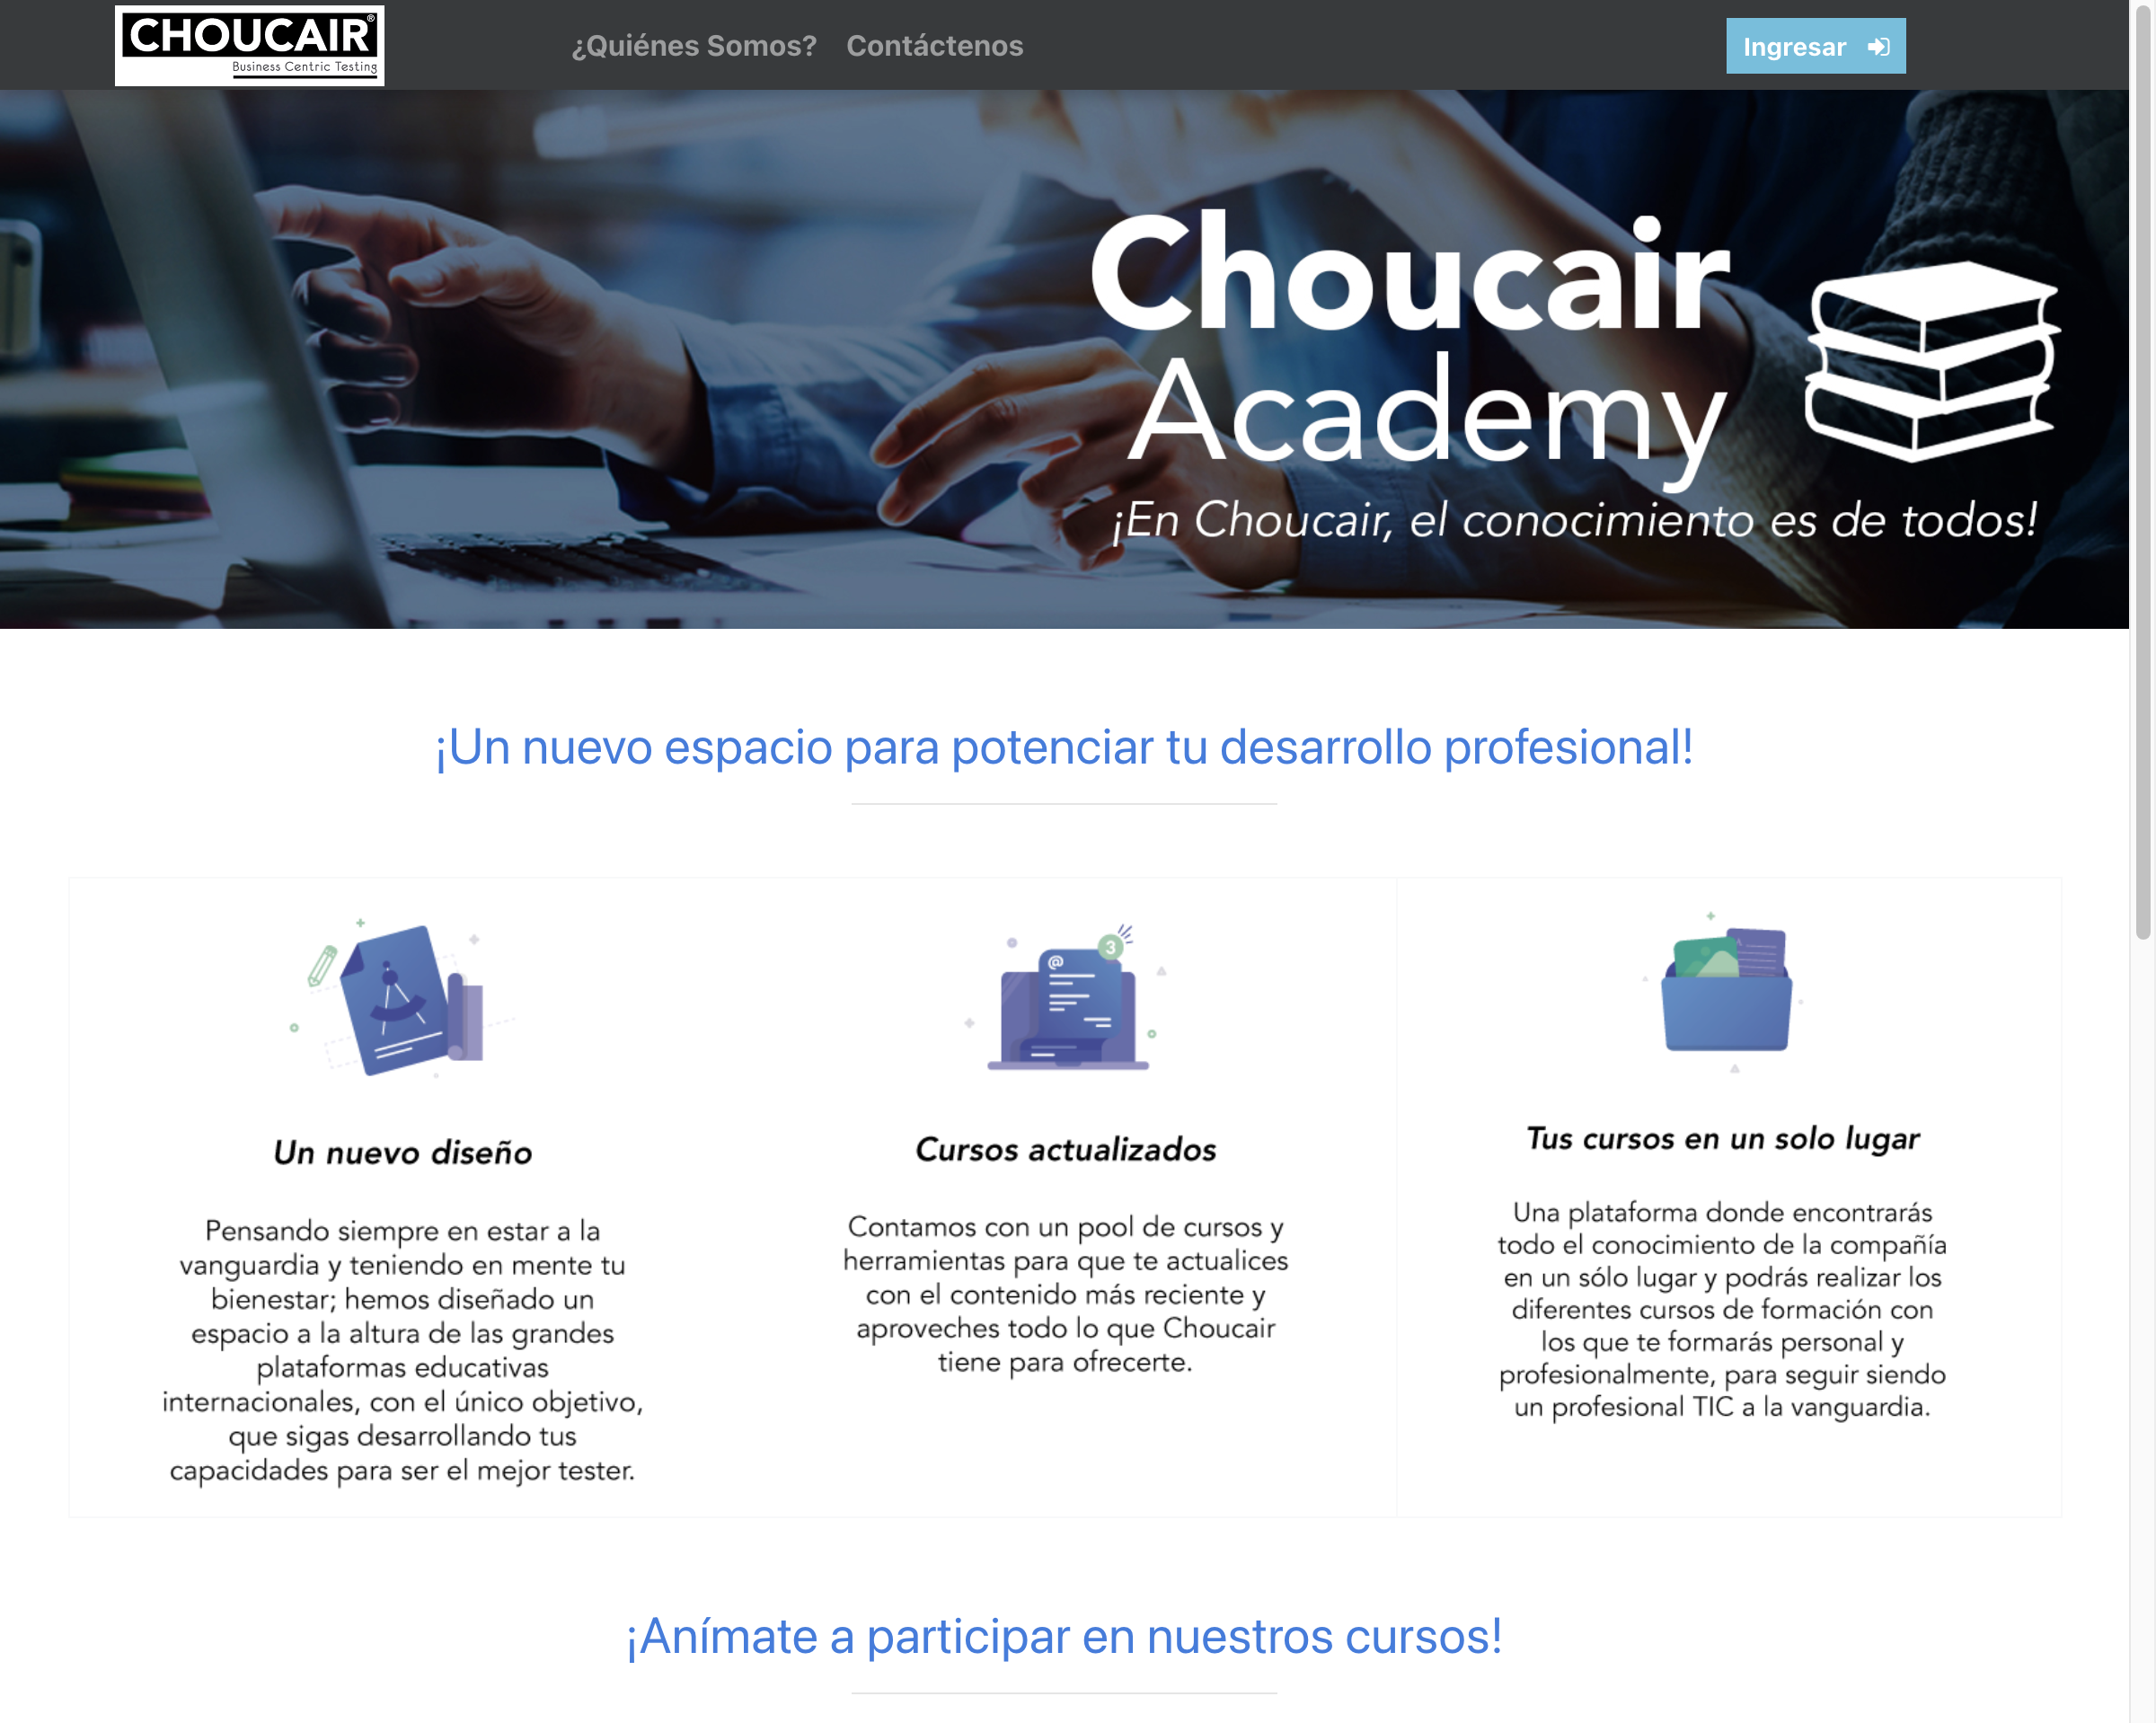 CHOUCAIR®
Business Centric Testing
¿Quiénes Somos?
Contáctenos
Ingresar
Choucair
Academy
¡En Choucair, el conocimiento es de todos!
¡Un nuevo espacio para potenciar tu desarrollo profesional!
Un nuevo diseño
Pensando siempre en estar a la
vanguardia y teniendo en mente tu
bienestar; hemos diseñado un
espacio a la altura de las grandes
plataformas educativas
internacionales, con el único objetivo,
que sigas desarrollando tus
capacidades para ser el mejor tester.
@
3
Cursos actualizados
Contamos con un pool de cursos y
herramientas para que te actualices
con el contenido más reciente y
aproveches todo lo que Choucair
tiene para ofrecerte.
A
Tus cursos en un solo lugar
Una plataforma donde encontrarás
todo el conocimiento de la compañía
en un sólo lugar y podrás realizar los
diferentes cursos de formación con
los que te formarás personal y
profesionalmente, para seguir siendo
un profesional TIC a la vanguardia.
¡Anímate a participar en nuestros cursos!